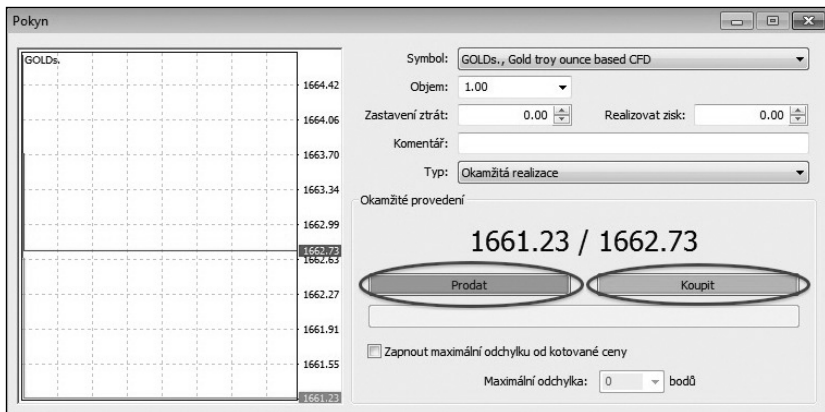 Pokyn
GOLDs.
1664.42
1664.06
1663.70
1663.34
1662.99
1662.73
1662.63
1662.27
1661.91
1661.55
1661.23
Symbol: GOLDs., Gold troy ounce based CFD
Objem: 1.00
Zastavení ztrát: 0.00 Realizovat zisk: 0.00
Komentář:
Typ: Okamžitá realizace
Okamžité provedení
1661.23 / 1662.73
Prodat Koupit
Zapnout maximální odchylku od kotované ceny
Maximální odchylka: 0 bodů